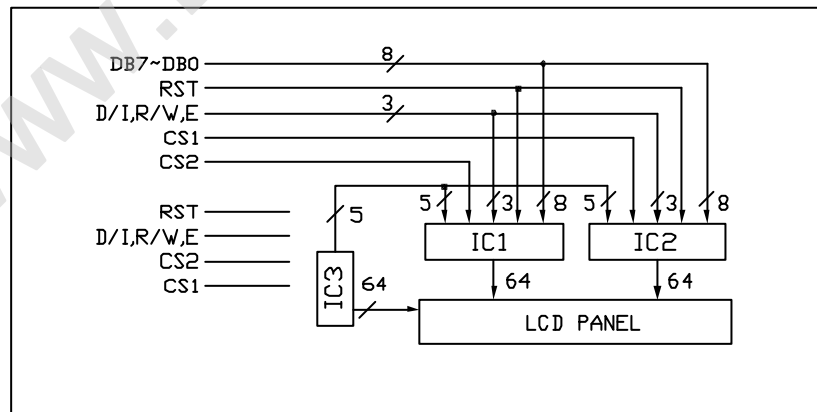 DB7~DB0
8
RST
D/I,R/W,E
3
CS1
CS2
5
5 3 8
5 3 8
RST
D/I,R/W,E
CS2
CS1
IC1
IC2
IC3
64
64
64
LCD PANEL
www.